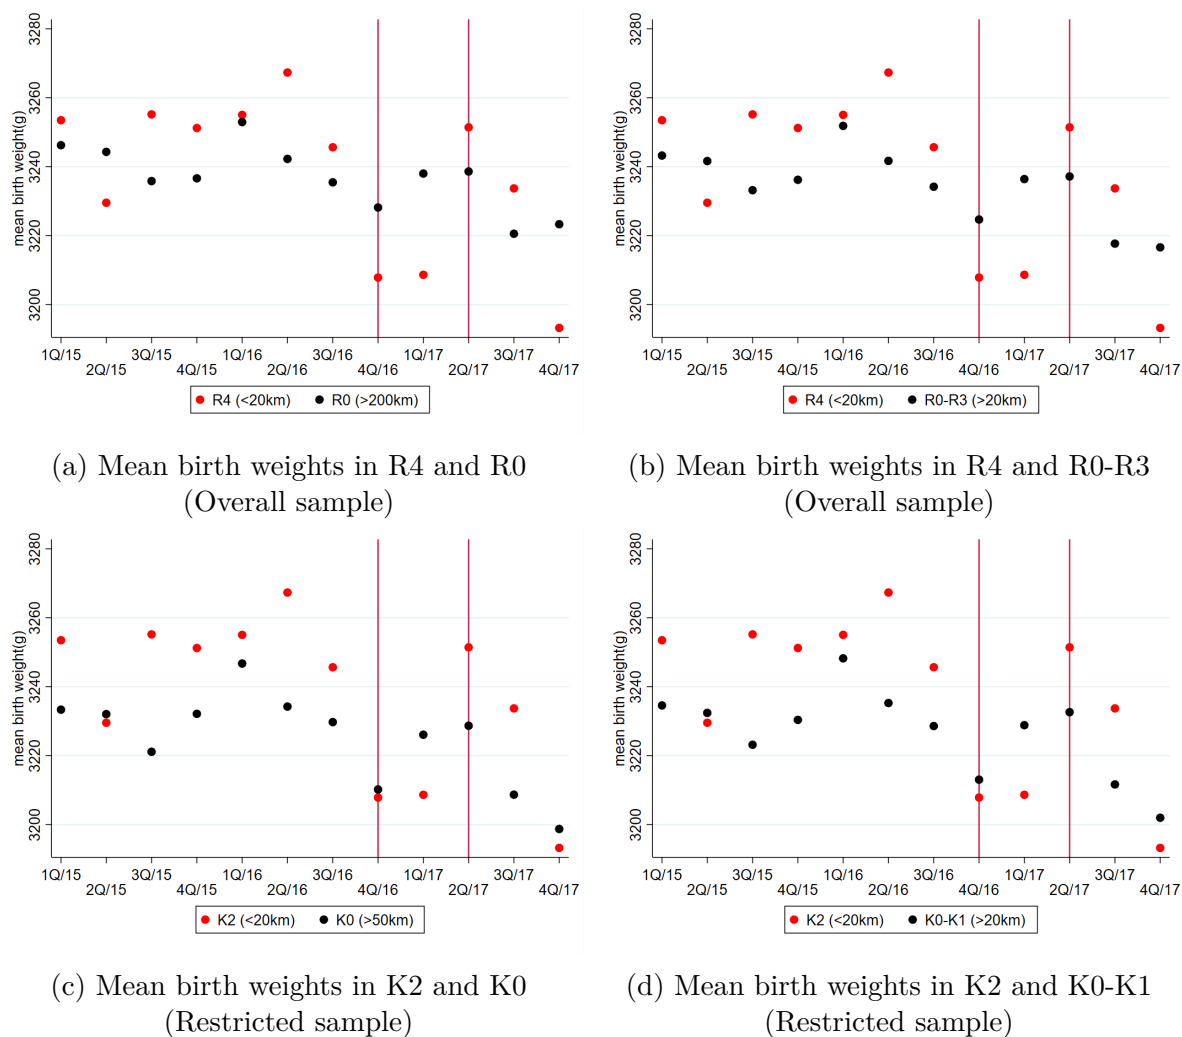 mean birth weight(g)
3280
3260
3240
3220
3200
1Q/15 2Q/15 3Q/15 4Q/15 1Q/16 2Q/16 3Q/16 4Q/16 1Q/17 2Q/17 3Q/17 4Q/17
R4 (<20km) R0 (>200km)
(a) Mean birth weights in R4 and R0
(Overall sample)
mean birth weight(g)
3280
3260
3240
3220
3200
1Q/15 2Q/15 3Q/15 4Q/15 1Q/16 2Q/16 3Q/16 4Q/16 1Q/17 2Q/17 3Q/17 4Q/17
R4 (<20km) R0-R3 (>20km)
(b) Mean birth weights in R4 and R0-R3
(Overall sample)
mean birth weight(g)
3280
3260
3240
3220
3200
1Q/15 2Q/15 3Q/15 4Q/15 1Q/16 2Q/16 3Q/16 4Q/16 1Q/17 2Q/17 3Q/17 4Q/17
K2 (<20km) K0 (>50km)
(c) Mean birth weights in K2 and K0
(Restricted sample)
mean birth weight(g)
3280
3260
3240
3220
3200
1Q/15 2Q/15 3Q/15 4Q/15 1Q/16 2Q/16 3Q/16 4Q/16 1Q/17 2Q/17 3Q/17 4Q/17
K2 (<20km) K0-K1 (>20km)
(d) Mean birth weights in K2 and K0-K1
(Restricted sample)